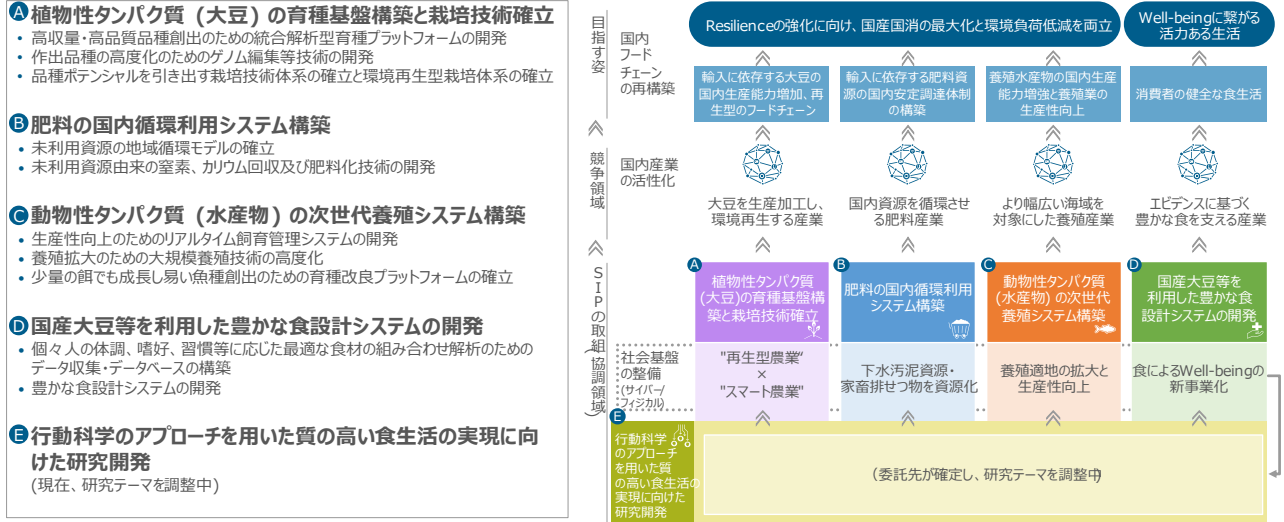 A 植物性タンパク質 (大豆) の育種基盤構築と栽培技術確立
• 高収量・高品質品種創出のための統合解析型育種プラットフォームの開発
• 作出品種の高度化のためのゲノム編集等技術の開発
• 品種ポテンシャルを引き出す栽培技術体系の確立と環境再生型栽培体系の確立
B 肥料の国内循環利用システム構築
• 未利用資源の地域循環モデルの確立
• 未利用資源由来の窒素、カリウム回収及び肥料化技術の開発
C 動物性タンパク質 (水産物) の次世代養殖システム構築
• 生産性向上のためのリアルタイム飼育管理システムの開発
• 養殖拡大のための大規模養殖技術の高度化
• 少量の餌でも成長し易い魚種創出のための育種改良プラットフォームの確立
D 国産大豆等を利用した豊かな食設計システムの開発
• 個々人の体調、嗜好、習慣等に応じた最適な食材の組み合わせ解析のための
データ収集・データベースの構築
• 豊かな食設計システムの開発
E 行動科学のアプローチを用いた質の高い食生活の実現に向
けた研究開発
(現在、研究テーマを調整中)
目指す姿
国内
フード
チェーン
の再構築
Resilienceの強化に向け、国産国消の最大化と環境負荷低減を両立
Well-beingに繋がる
活力ある生活
輸入に依存する大豆の
国内生産能力増加、再
生型のフードチェーン
輸入に依存する肥料資
源の国内安定調達体制
の構築
養殖水産物の国内生産
能力増強と養殖業の
生産性向上
消費者の健全な食生活
競争領域
国内産業
の活性化
大豆を生産加工し、
環境再生する産業
国内資源を循環させ
る肥料産業
より幅広い海域を
対象にした養殖産業
エビデンスに基づく
豊かな食を支える産業
SIPの取組(協調領域)
A
植物性タンパク質
(大豆)の育種基盤構
築と栽培技術確立
B
肥料の国内循環利用
システム構築
C
動物性タンパク質
(水産物) の次世代
養殖システム構築
D
国産大豆等を
利用した豊かな食
設計システムの開発
社会基盤
の整備
(サイバー/
フィジカル)
"再生型農業"
×
"スマート農業"
下水汚泥資源・
家畜排せつ物を資源化
養殖適地の拡大と
生産性向上
食によるWell-beingの
新事業化
E
行動科学
のアプローチ
を用いた質
の高い食生活の
実現に向けた
研究開発
(委託先が確定し、研究テーマを調整中)